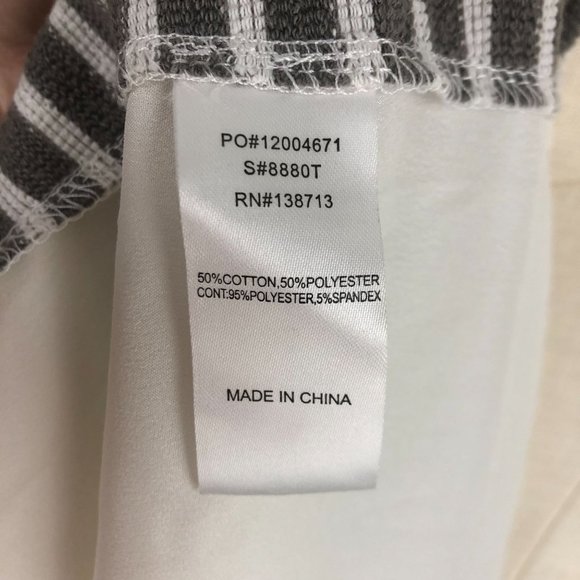 PO#12004671
S#8880T
RN#138713
50%COTTON,50%POLYESTER
CONT:95%POLYESTER,5%SPANDEX
MADE IN CHINA